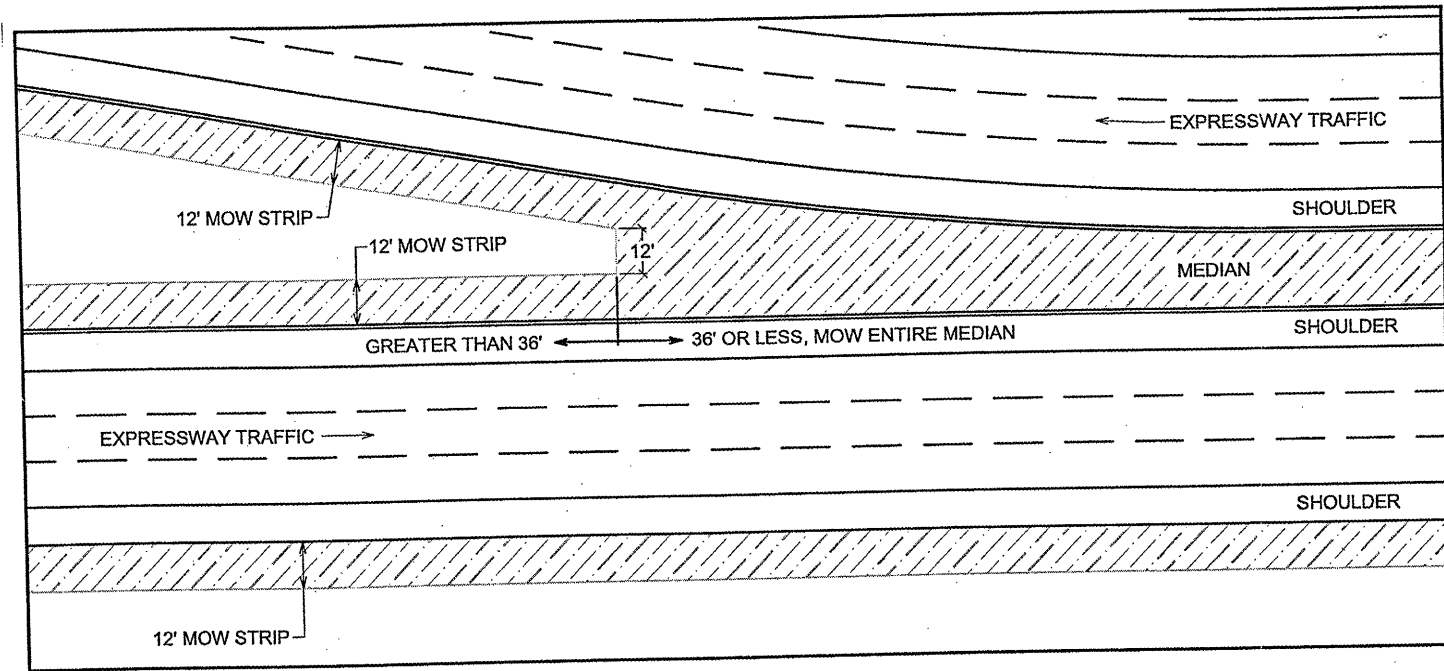 EXPRESSWAY TRAFFIC
SHOULDER
12' MOW STRIP
12' MOW STRIP
12'
MEDIAN
GREATER THAN 36'
36' OR LESS, MOW ENTIRE MEDIAN
SHOULDER
EXPRESSWAY TRAFFIC
SHOULDER
12' MOW STRIP